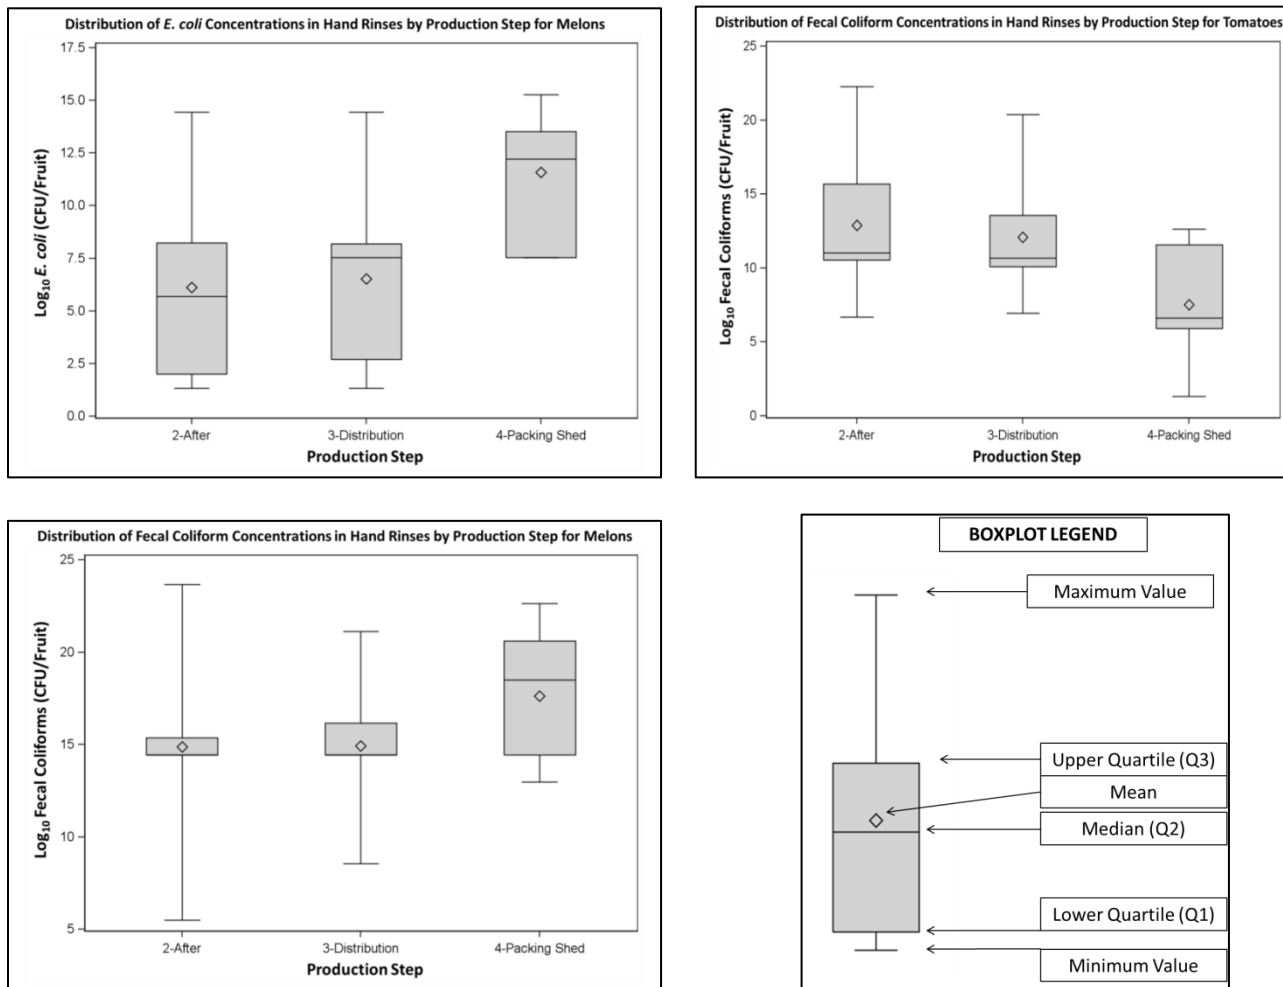 Distribution of E. coli Concentrations in Hand Rinses by Production Step for Melons
17.5
15.0
12.5
10.0
7.5
5.0
2.5
0.0
Log₁₀ E. coli (CFU/Fruit)
2-After 3-Distribution 4-Packing Shed
Production Step
Distribution of Fecal Coliform Concentrations in Hand Rinses by Production Step for Tomatoes
25
20
15
10
5
0
Log₁₀ Fecal Coliforms (CFU/Fruit)
2-After 3-Distribution 4-Packing Shed
Production Step
Distribution of Fecal Coliform Concentrations in Hand Rinses by Production Step for Melons
25
20
15
10
5
Log₁₀ Fecal Coliforms (CFU/Fruit)
2-After 3-Distribution 4-Packing Shed
Production Step
BOXPLOT LEGEND
Maximum Value
Upper Quartile (Q3)
Mean
Median (Q2)
Lower Quartile (Q1)
Minimum Value